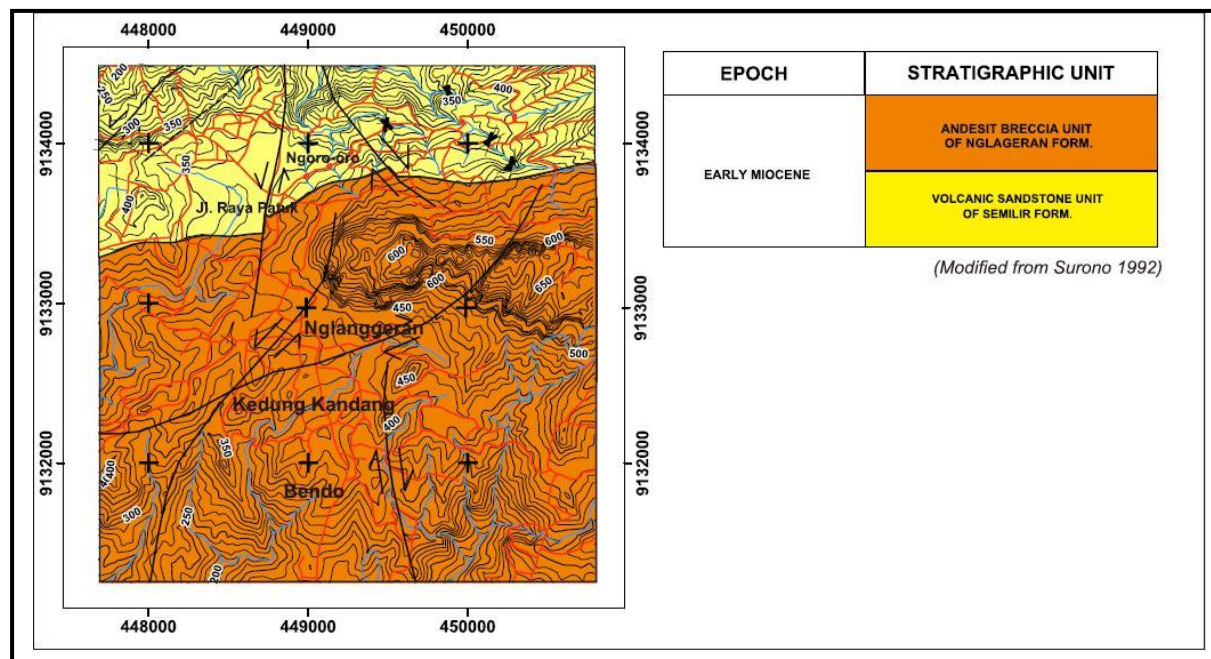 448000 449000 450000
200
250
300
350
350
400
350
400
9134000
9134000
Ngoro-oro
Jl. Raya Patuk
550
600
600
600
650
450
9133000
9133000
Nglanggeran
500
450
Kedung Kandang
400
350
9132000
9132000
400
Bendo
300
250
200
448000 449000 450000
EPOCH STRATIGRAPHIC UNIT
EARLY MIOCENE
ANDESIT BRECCIA UNIT
OF NGLAGERAN FORM.
VOLCANIC SANDSTONE UNIT
OF SEMILIR FORM.
(Modified from Surono 1992)